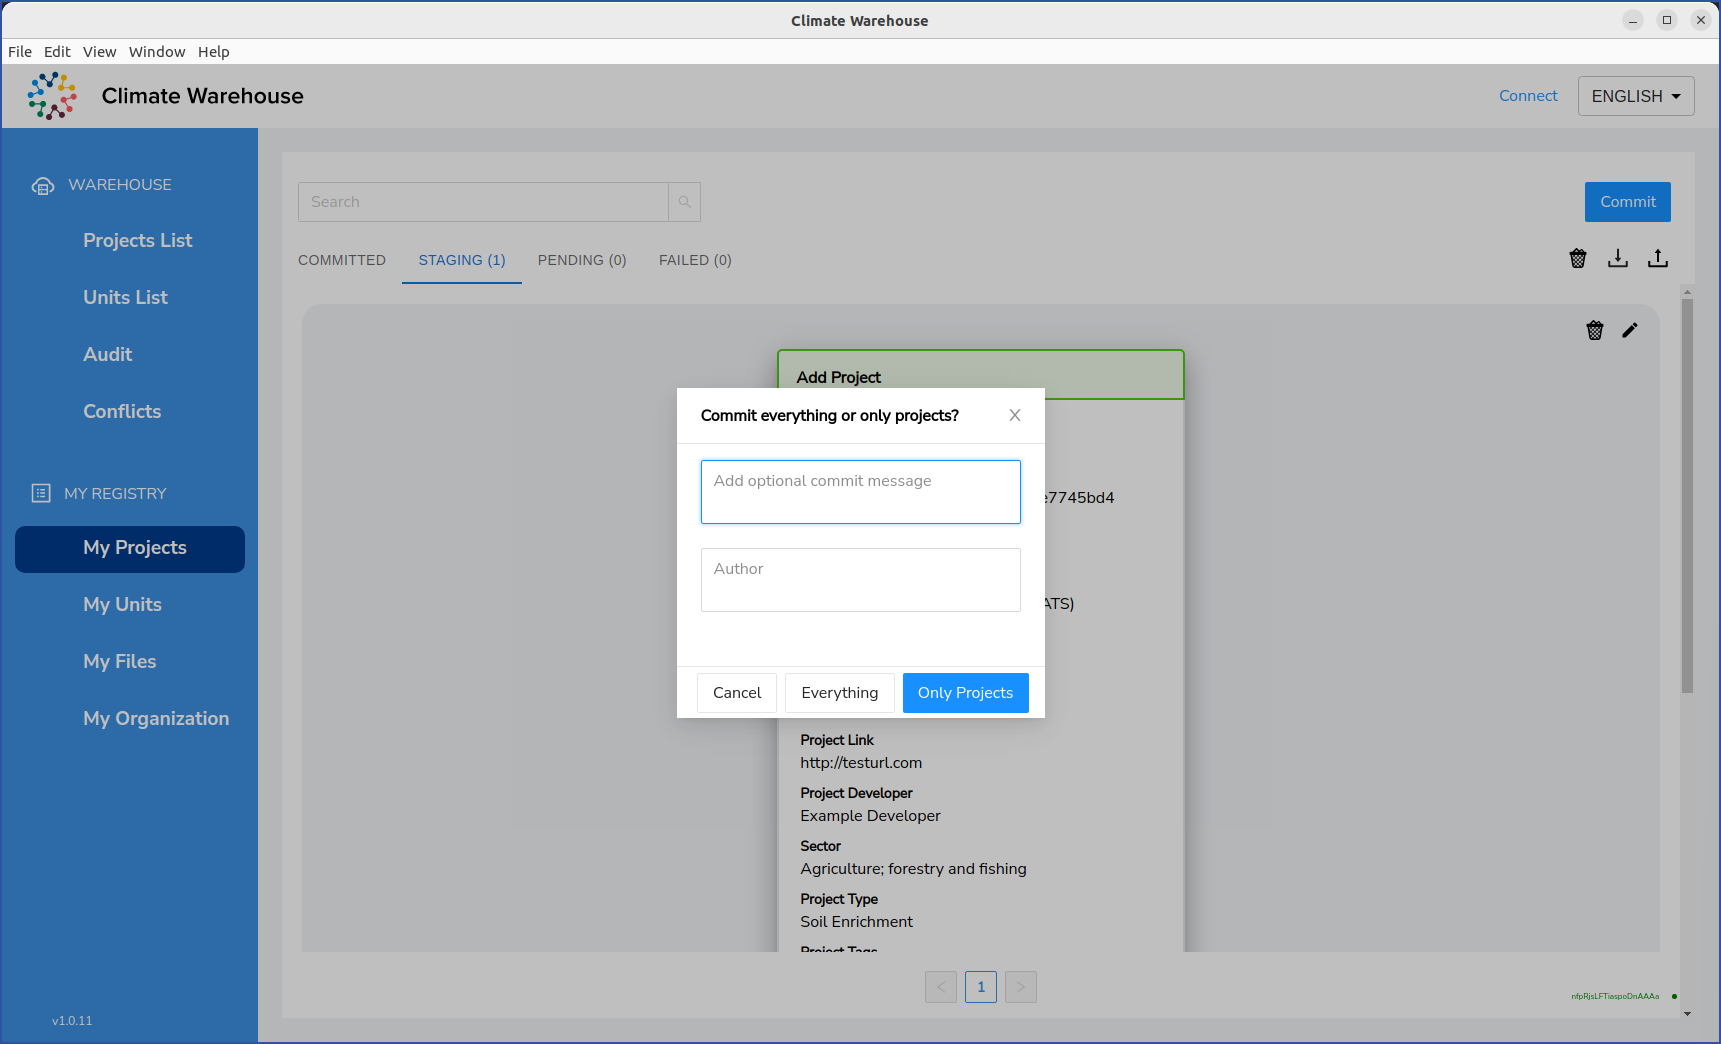 Climate Warehouse
File Edit View Window Help
Climate Warehouse
Connect
ENGLISH
WAREHOUSE
Projects List
Units List
Audit
Conflicts
MY REGISTRY
My Projects
My Units
My Files
My Organization
v1.0.11
Search
Commit
COMMITTED STAGING (1) PENDING (0) FAILED (0)
Add Project
Commit everything or only projects?
Add optional commit message
e7745bd4
Author
ATS)
Cancel Everything Only Projects
Project Link
http://testurl.com
Project Developer
Example Developer
Sector
Agriculture; forestry and fishing
Project Type
Soil Enrichment
Project Tags
< 1 >
nfpRjsLFTiaspoDnAAAa